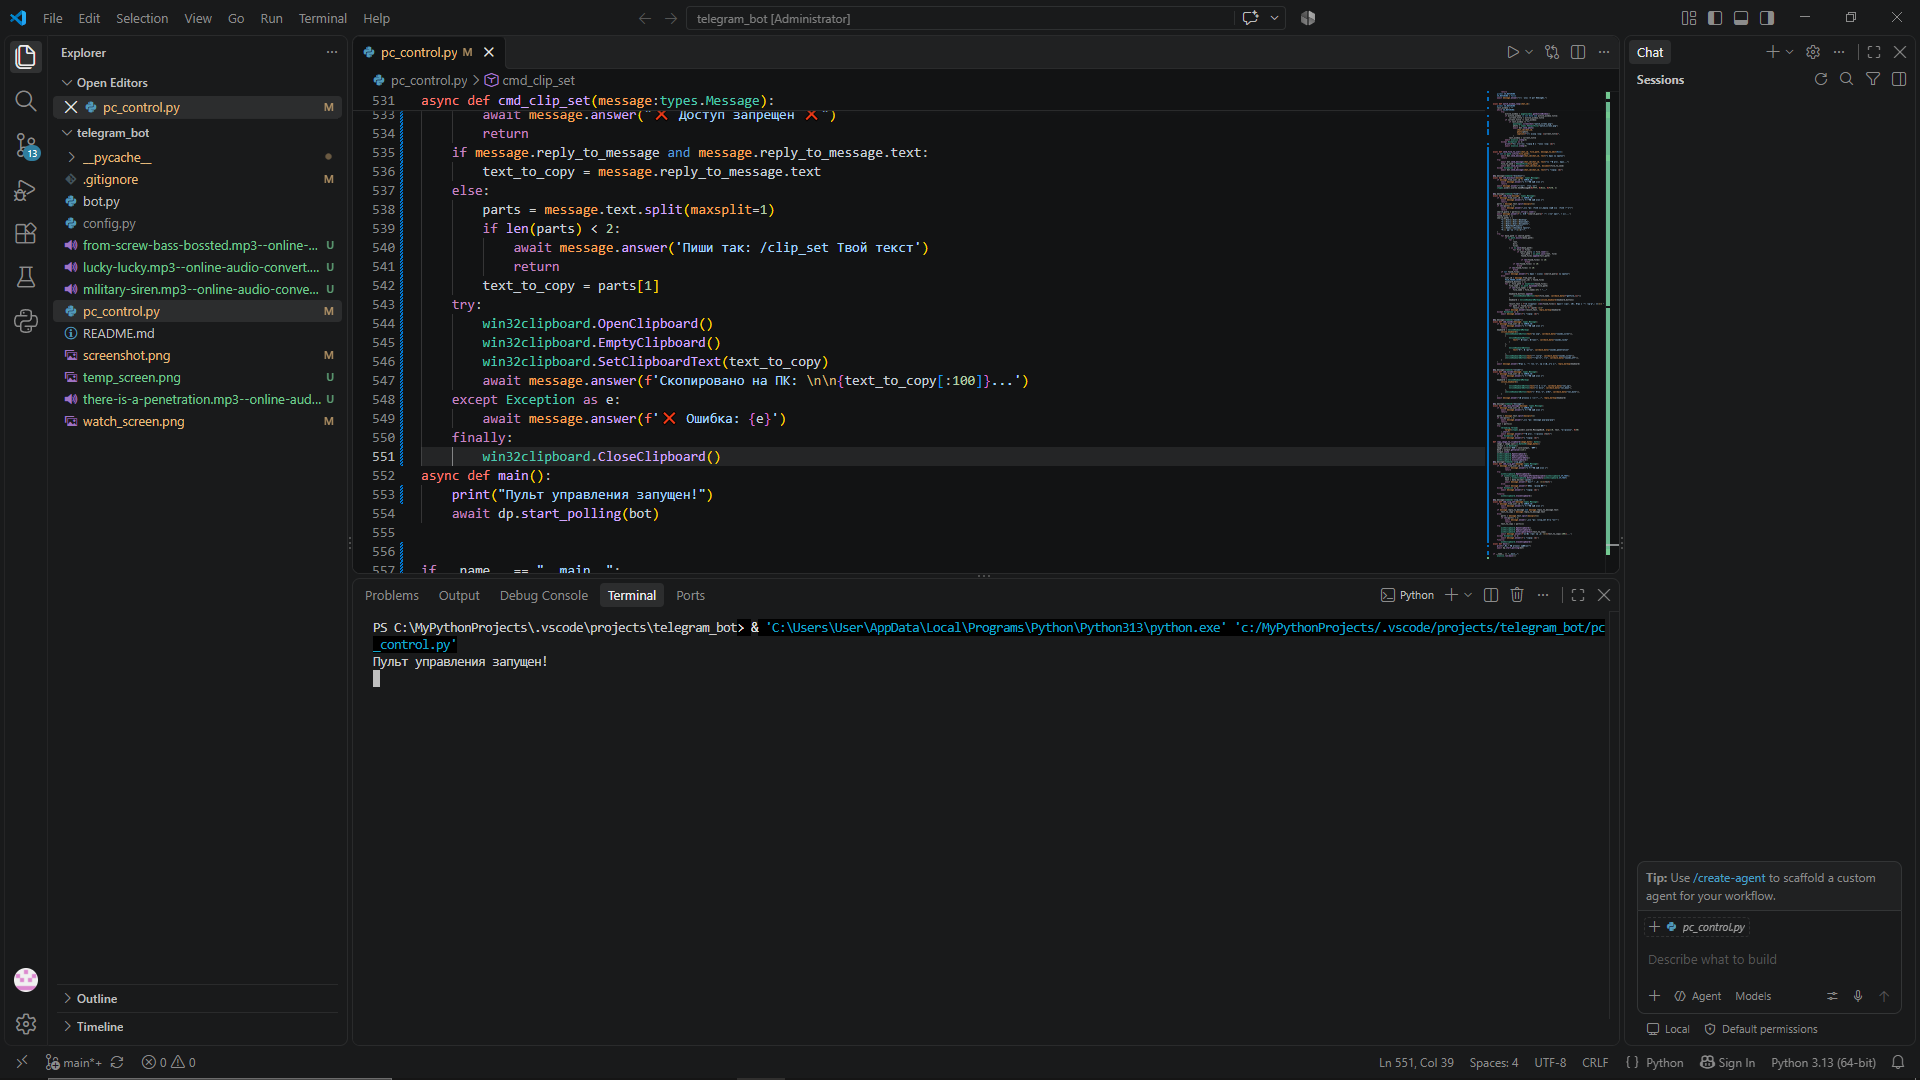 File Edit Selection View Go Run Terminal Help
telegram_bot [Administrator]
Explorer
Open Editors
pc_control.py M
telegram_bot
__pycache__
.gitignore M
bot.py
config.py
from-screw-bass-bossted.mp3--online-... U
lucky-lucky.mp3--online-audio-convert.... U
military-siren.mp3--online-audio-conve... U
pc_control.py M
README.md
screenshot.png M
temp_screen.png U
there-is-a-penetration.mp3--online-aud... U
watch_screen.png M
Outline
Timeline
13
pc_control.py M
pc_control.py > cmd_clip_set
531 async def cmd_clip_set(message:types.Message):
533 await message.answer("❌ Доступ запрещен ❌")
534 return
535 if message.reply_to_message and message.reply_to_message.text:
536 text_to_copy = message.reply_to_message.text
537 else:
538 parts = message.text.split(maxsplit=1)
539 if len(parts) < 2:
540 await message.answer('Пиши так: /clip_set Твой текст')
541 return
542 text_to_copy = parts[1]
543 try:
544 win32clipboard.OpenClipboard()
545 win32clipboard.EmptyClipboard()
546 win32clipboard.SetClipboardText(text_to_copy)
547 await message.answer(f'Скопировано на ПК: \n\n{text_to_copy[:100]}...')
548 except Exception as e:
549 await message.answer(f'❌ Ошибка: {e}')
550 finally:
551 win32clipboard.CloseClipboard()
552 async def main():
553 print("Пульт управления запущен!")
554 await dp.start_polling(bot)
555
556
557 if __name__ == "__main__":
Problems Output Debug Console Terminal Ports
Python
PS C:\MyPythonProjects\.vscode\projects\telegram_bot> & 'C:\Users\User\AppData\Local\Programs\Python\Python313\python.exe' 'c:/MyPythonProjects/.vscode/projects/telegram_bot/pc
_control.py'
Пульт управления запущен!
Chat
Sessions
Tip: Use /create-agent to scaffold a custom
agent for your workflow.
pc_control.py
Describe what to build
Agent Models
Local Default permissions
main*+ 0 0
Ln 551, Col 39 Spaces: 4 UTF-8 CRLF { } Python Sign In Python 3.13 (64-bit)